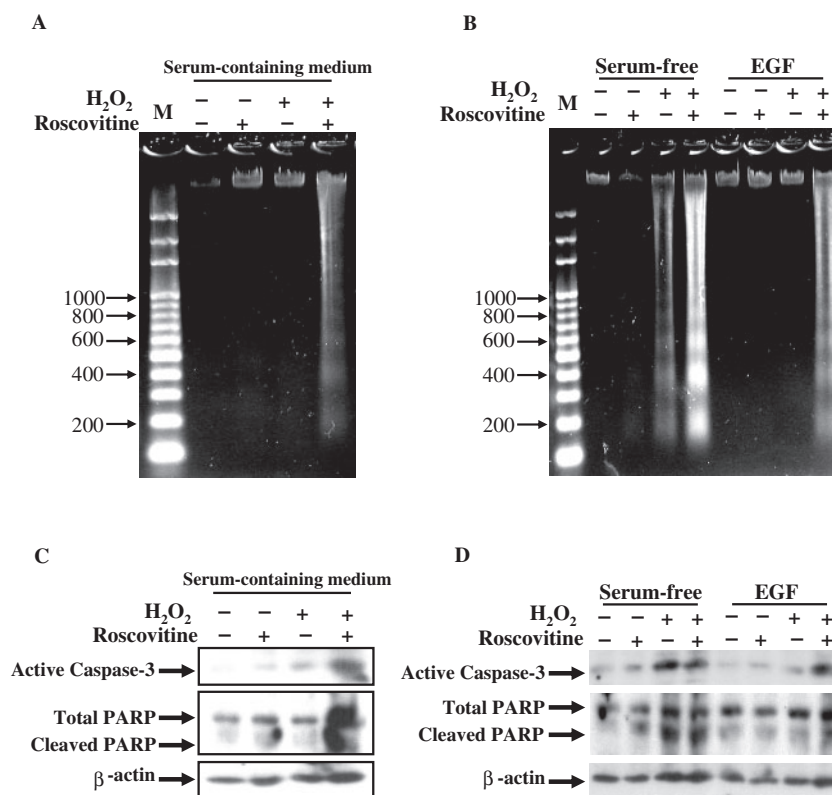 A
Serum-containing medium
H₂O₂ M – – + +
Roscovitine – + – +
1000
800
600
400
200
B
Serum-free EGF
H₂O₂ M – – + + – – + +
Roscovitine – + – + – + – +
1000
800
600
400
200
C
Serum-containing medium
H₂O₂ – – + +
Roscovitine – + – +
Active Caspase-3
Total PARP
Cleaved PARP
β-actin
D
Serum-free EGF
H₂O₂ – – + + – – + +
Roscovitine – + – + – + – +
Active Caspase-3
Total PARP
Cleaved PARP
β-actin